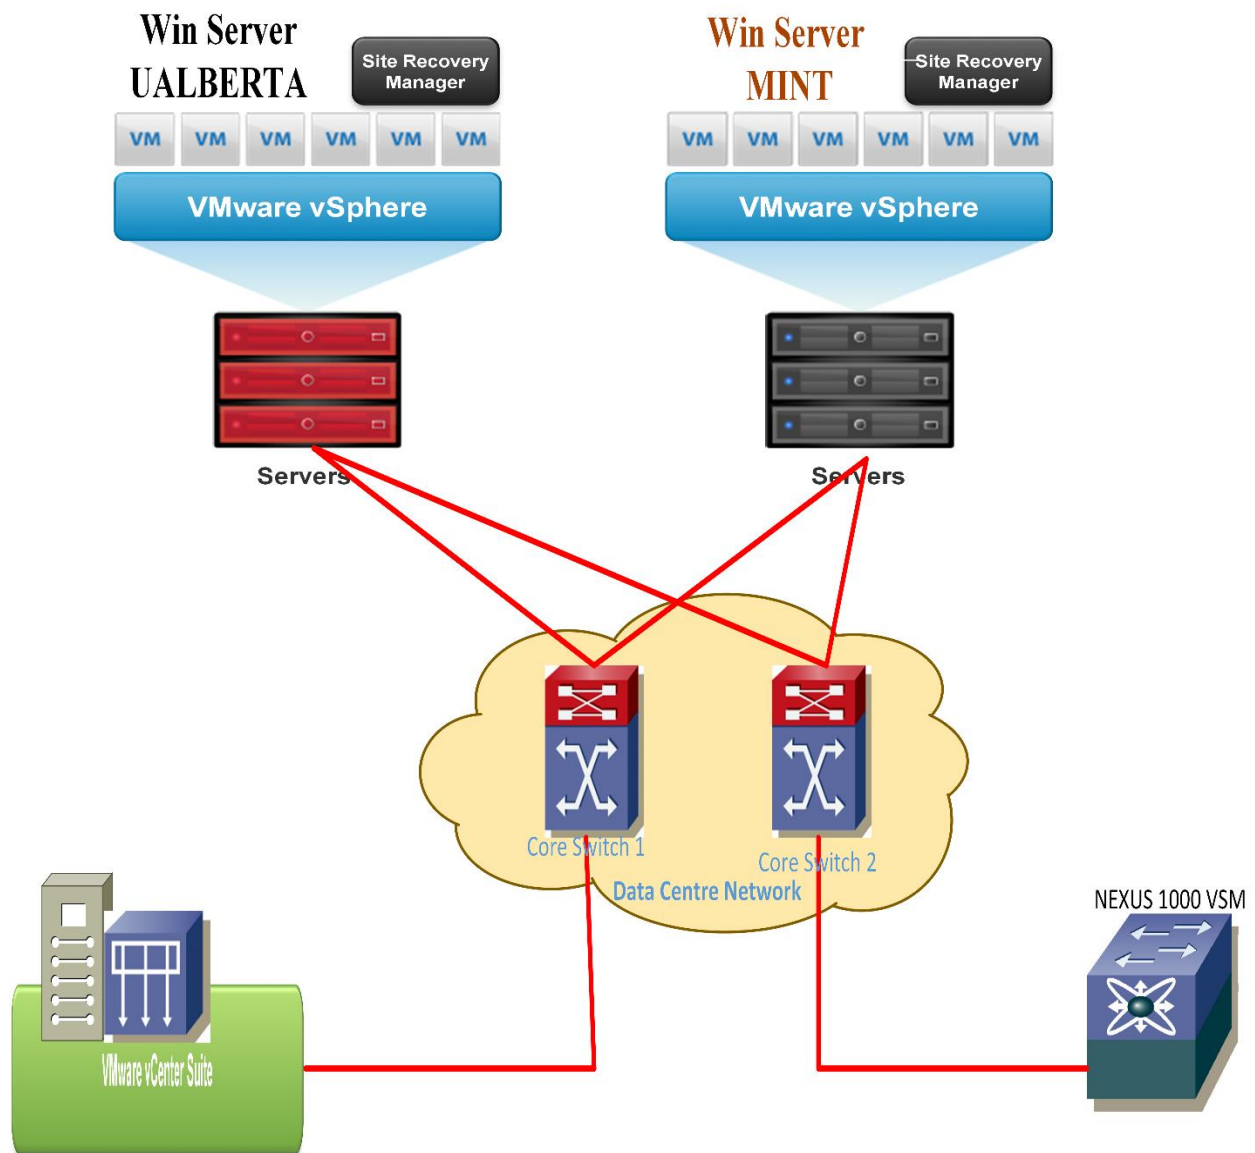 Win Server
UALBERTA
Site Recovery
Manager
VM VM VM VM VM VM
VMware vSphere
Servers
Win Server
MINT
Site Recovery
Manager
VM VM VM VM VM VM
VMware vSphere
Servers
Core Switch 1
Core Switch 2
Data Centre Network
VMware vCenter Suite
NEXUS 1000 VSM